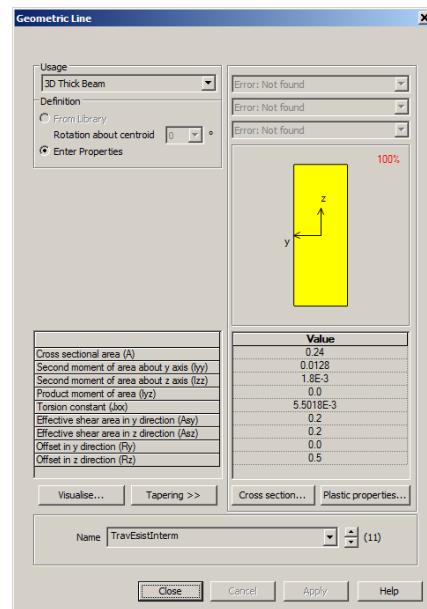 Geometric Line
Usage
3D Thick Beam
Definition
From Library
Rotation about centroid 0 °
Enter Properties
Error: Not found
Error: Not found
Error: Not found
100%
z
y
Value
Cross sectional area (A) 0.24
Second moment of area about y axis (Iyy) 0.0128
Second moment of area about z axis (Izz) 1.8E-3
Product moment of area (Iyz) 0.0
Torsion constant (Jxx) 5.5018E-3
Effective shear area in y direction (Asy) 0.2
Effective shear area in z direction (Asz) 0.2
Offset in y direction (Ry) 0.0
Offset in z direction (Rz) 0.5
Visualise... Tapering >> Cross section... Plastic properties...
Name TravEsistInterm (11)
Close Cancel Apply Help